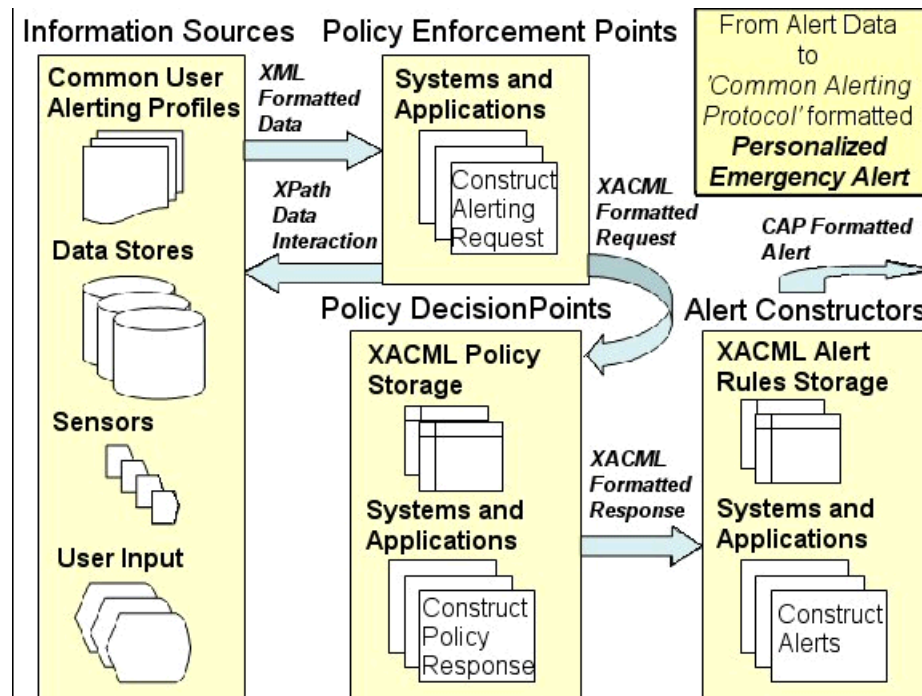 Information Sources
Common User
Alerting Profiles
Data Stores
Sensors
User Input
XML
Formatted
Data
XPath
Data
Interaction
Policy Enforcement Points
Systems and
Applications
Construct
Alerting
Request
XACML
Formatted
Request
Policy DecisionPoints
XACML Policy
Storage
Systems and
Applications
Construct
Policy
Response
XACML
Formatted
Response
From Alert Data
to
'Common Alerting
Protocol' formatted
Personalized
Emergency Alert
CAP Formatted
Alert
Alert Constructors
XACML Alert
Rules Storage
Systems and
Applications
Construct
Alerts